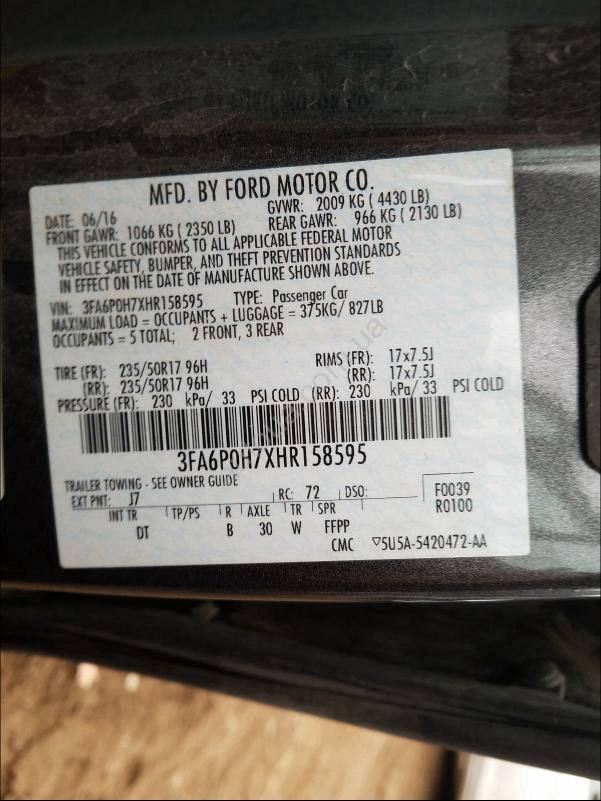 MFD. BY FORD MOTOR CO.
DATE: 06/16 GVWR: 2009 KG ( 4430 LB)
FRONT GAWR: 1066 KG ( 2350 LB) REAR GAWR: 966 KG ( 2130 LB)
THIS VEHICLE CONFORMS TO ALL APPLICABLE FEDERAL MOTOR
VEHICLE SAFETY, BUMPER, AND THEFT PREVENTION STANDARDS
IN EFFECT ON THE DATE OF MANUFACTURE SHOWN ABOVE.
VIN: 3FA6P0H7XHR158595 TYPE: Passenger Car
MAXIMUM LOAD = OCCUPANTS + LUGGAGE = 375KG/ 827LB
OCCUPANTS = 5 TOTAL; 2 FRONT, 3 REAR
TIRE (FR): 235/50R17 96H RIMS (FR): 17x7.5J
(RR): 235/50R17 96H (RR): 17x7.5J
PRESSURE (FR): 230 kPa/ 33 PSI COLD (RR): 230 kPa/ 33 PSI COLD
3FA6P0H7XHR158595
TRAILER TOWING - SEE OWNER GUIDE
EXT PNT: J7 RC: 72 DSO: F0039
INT TR TP/PS R AXLE TR SPR R0100
DT B 30 W FFPP
CMC ▽5U5A-5420472-AA